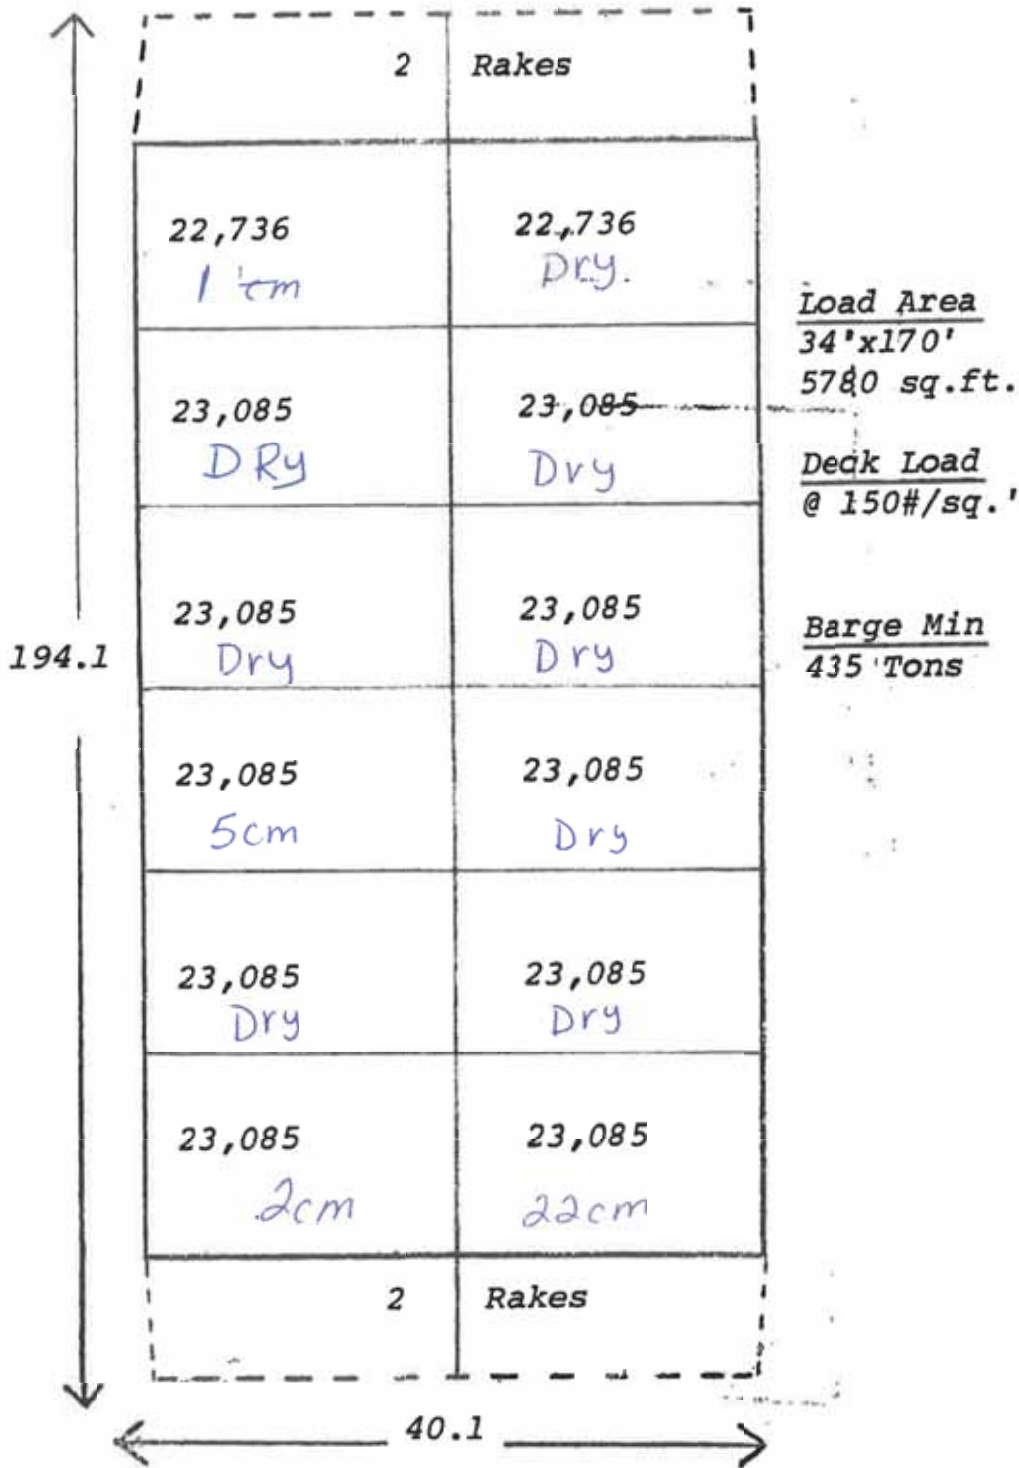 2 Rakes
22,736 22,736
1 cm Dry.
23,085 23,085
DRy Dry
23,085 23,085
Dry Dry
23,085 23,085
5cm Dry
23,085 23,085
Dry Dry
23,085 23,085
2cm 22cm
2 Rakes
194.1
40.1
Load Area
34'x170'
5780 sq.ft.
Deck Load
@ 150#/sq.'
Barge Min
435 Tons